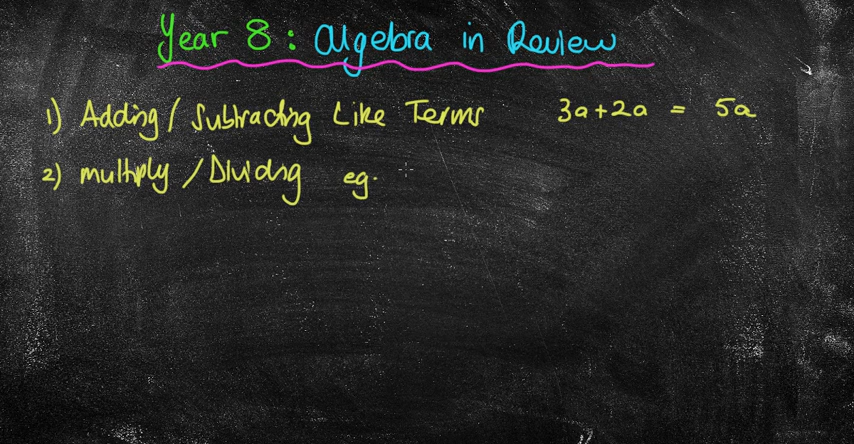 Year 8 : Algebra in Review
1) Adding / Subtracting Like Terms 3a + 2a = 5a
2) multiply / Dividing eg.